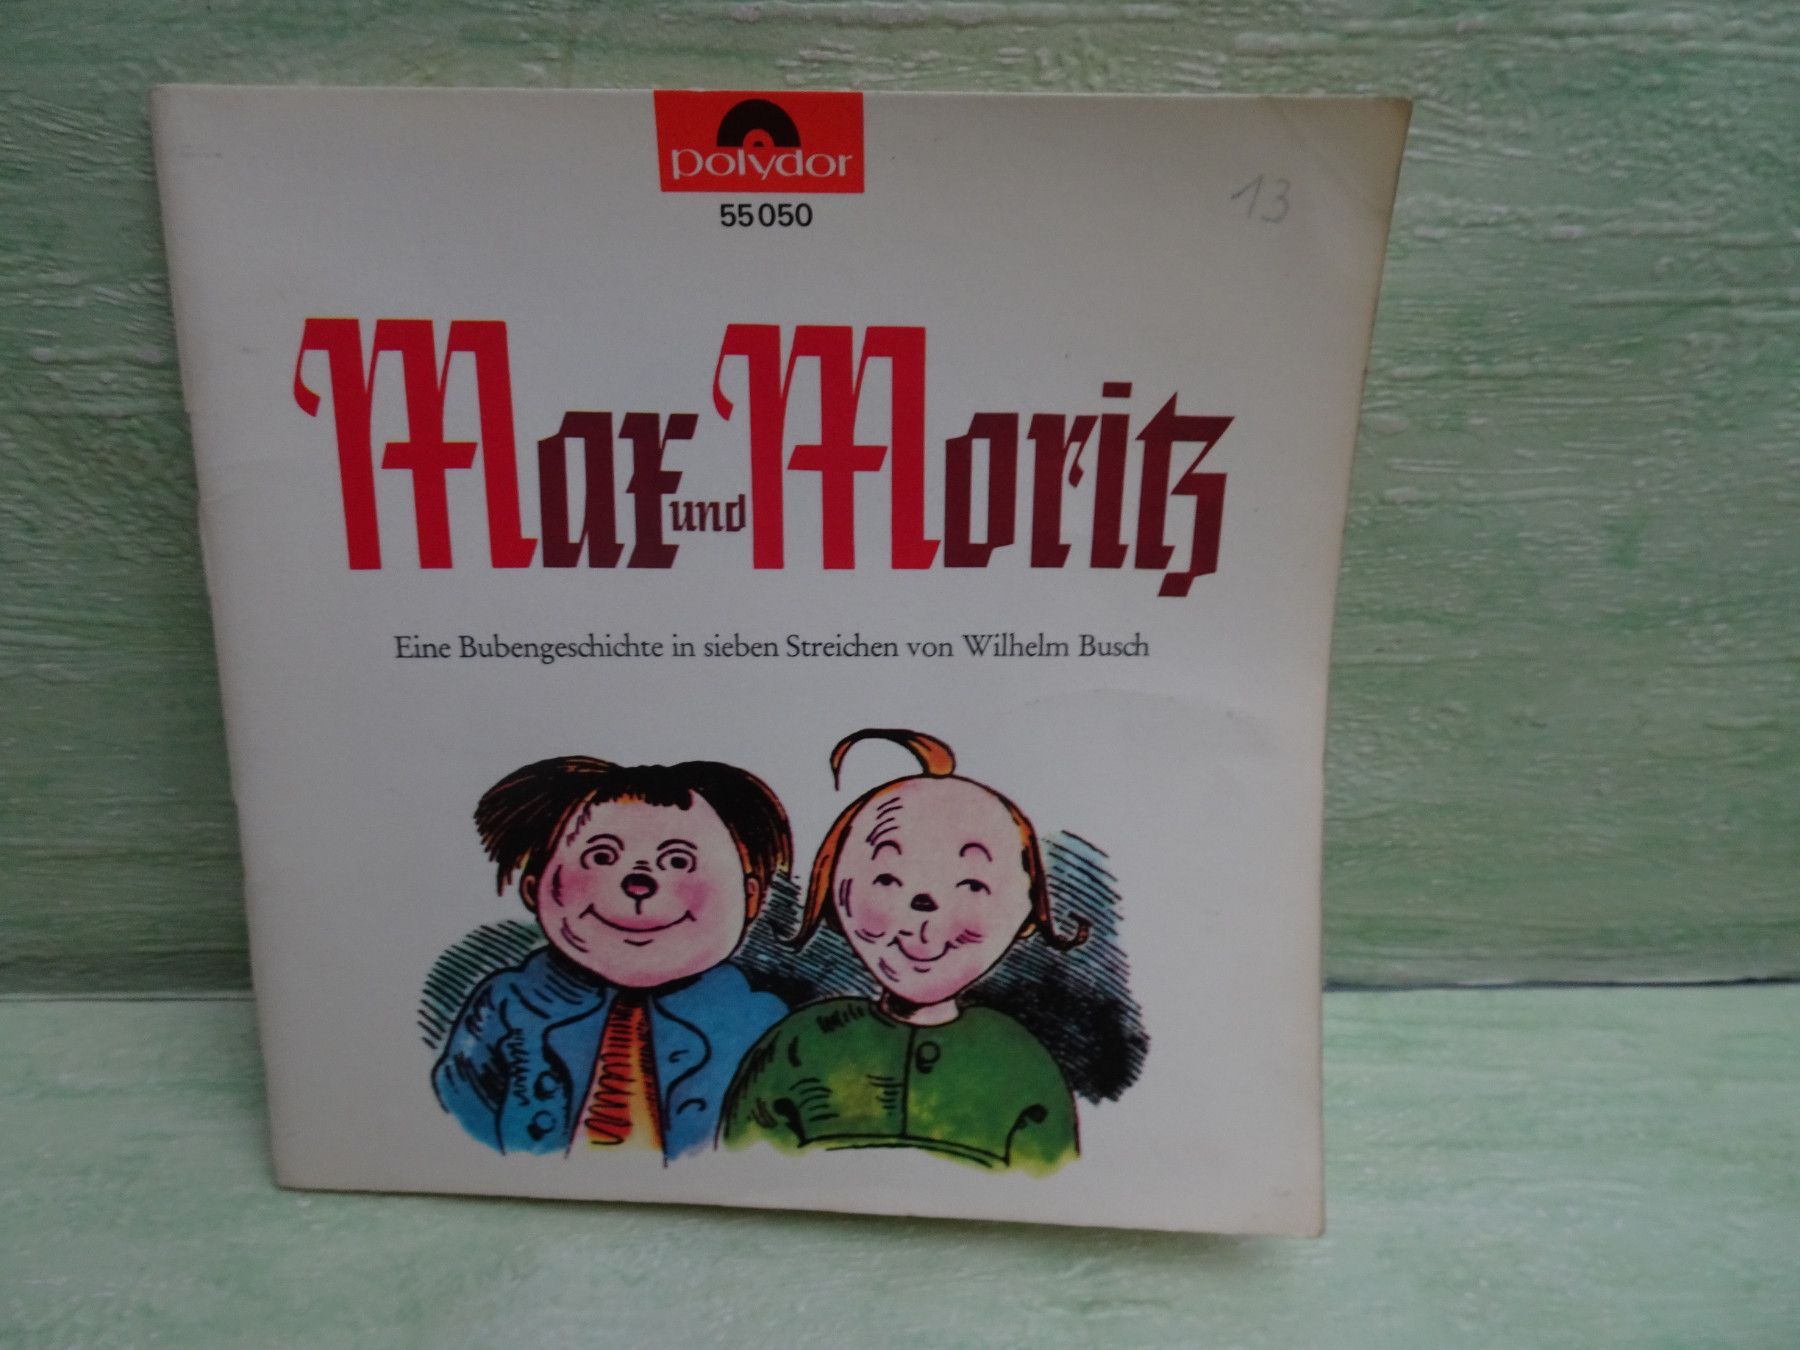 polydor
55050
13
Max und Moritz
Eine Bubengeschichte in sieben Streichen von Wilhelm Busch